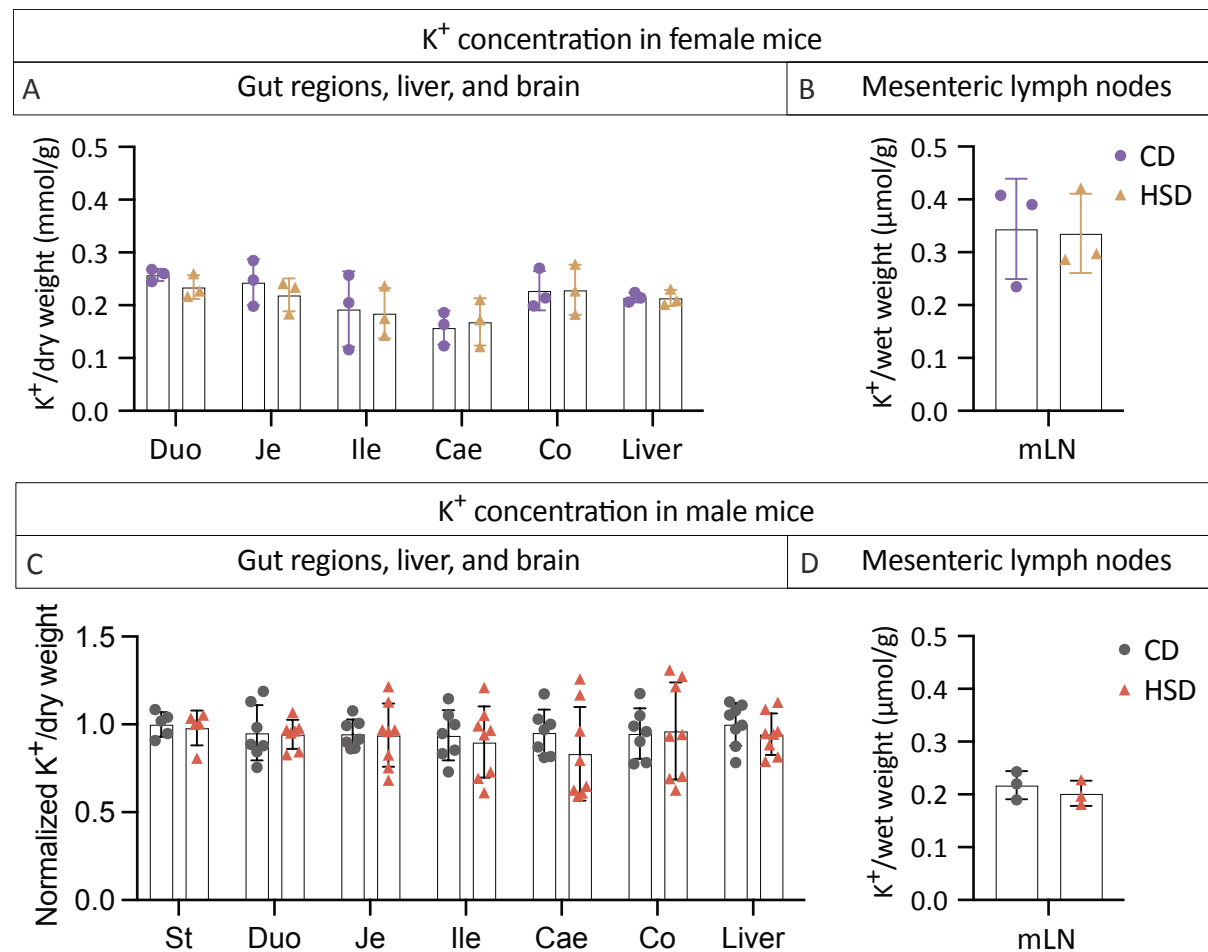 K⁺ concentration in female mice
A Gut regions, liver, and brain
B Mesenteric lymph nodes
K⁺/dry weight (mmol/g)
0.5
0.4
0.3
0.2
0.1
0.0
Duo Je Ile Cae Co Liver
K⁺/wet weight (μmol/g)
0.5
0.4
0.3
0.2
0.1
0.0
mLN
CD
HSD
K⁺ concentration in male mice
C Gut regions, liver, and brain
D Mesenteric lymph nodes
Normalized K⁺/dry weight
1.5
1.0
0.5
0.0
St Duo Je Ile Cae Co Liver
K⁺/wet weight (μmol/g)
0.5
0.4
0.3
0.2
0.1
0.0
mLN
CD
HSD